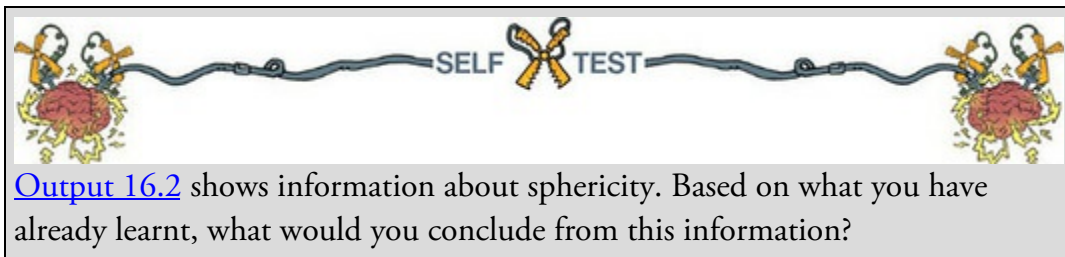 SELF TEST
Output 16.2 shows information about sphericity. Based on what you have
already learnt, what would you conclude from this information?